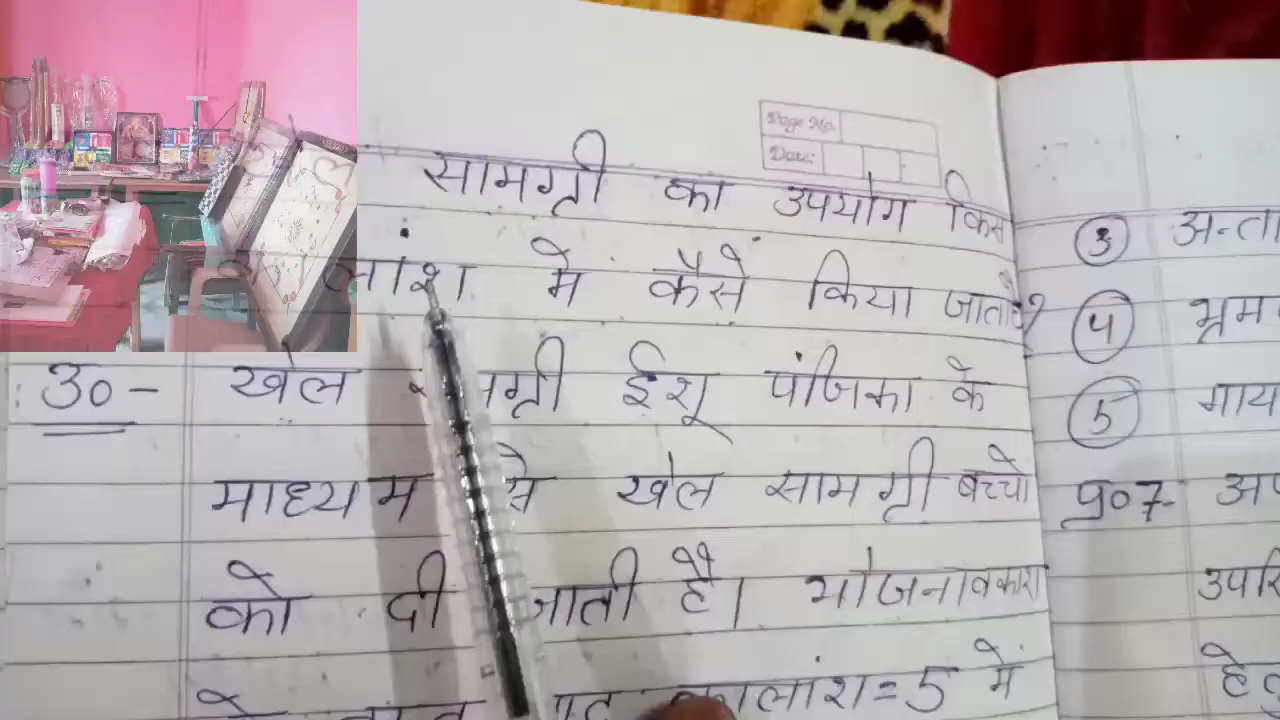 Page No.
Date:
सामग्री का उपयोग किस
में कैसें किया जाता है?
उ०- खेल ईशू पंजिका के
माध्यम से खेल सामग्री बच्चो
को दी जाती है। योजनावकाश
कालांश=5 में
③ अन्ता
④ भ्रम
⑤ गाय
प्र०7- अप
उपरि
हेतु